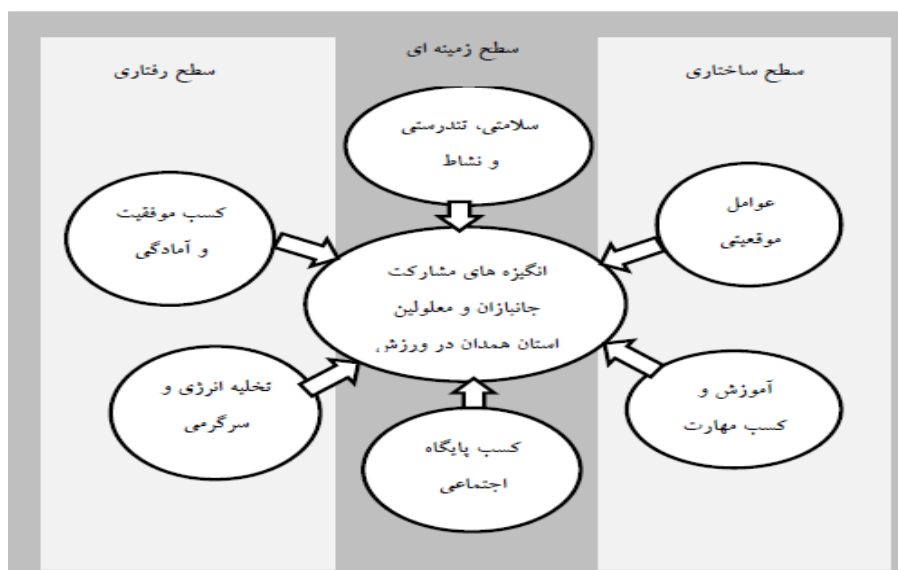 سطح ساختاری
سطح زمینه ای
سطح رفتاری
سلامتی، تندرستی
و نشاط
عوامل
موقعیتی
کسب موفقیت
و آمادگی
انگیزه های مشارکت
جانبازان و معلولین
استان همدان در ورزش
آموزش و
کسب مهارت
تخلیه انرژی و
سرگرمی
کسب پایگاه
اجتماعی